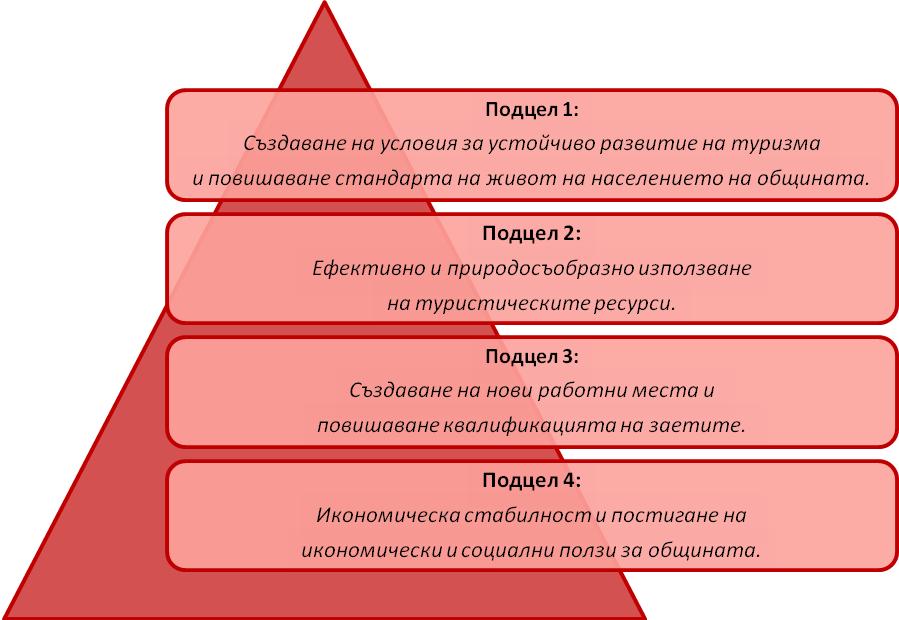 Подцел 1:
Създаване на условия за устойчиво развитие на туризма
и повишаване стандарта на живот на населението на общината.
Подцел 2:
Ефективно и природосъобразно използване
на туристическите ресурси.
Подцел 3:
Създаване на нови работни места и
повишаване квалификацията на заетите.
Подцел 4:
Икономическа стабилност и постигане на
икономически и социални ползи за общината.